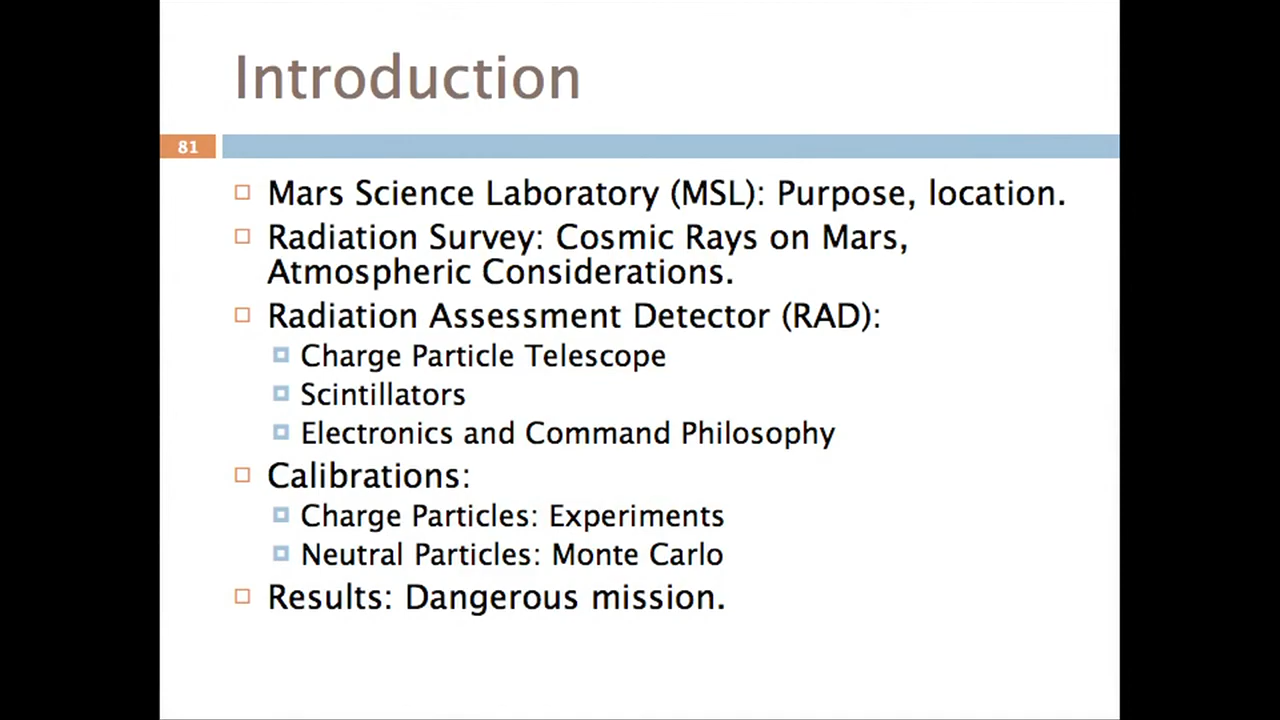 Introduction
81
Mars Science Laboratory (MSL): Purpose, location.
Radiation Survey: Cosmic Rays on Mars,
Atmospheric Considerations.
Radiation Assessment Detector (RAD):
Charge Particle Telescope
Scintillators
Electronics and Command Philosophy
Calibrations:
Charge Particles: Experiments
Neutral Particles: Monte Carlo
Results: Dangerous mission.